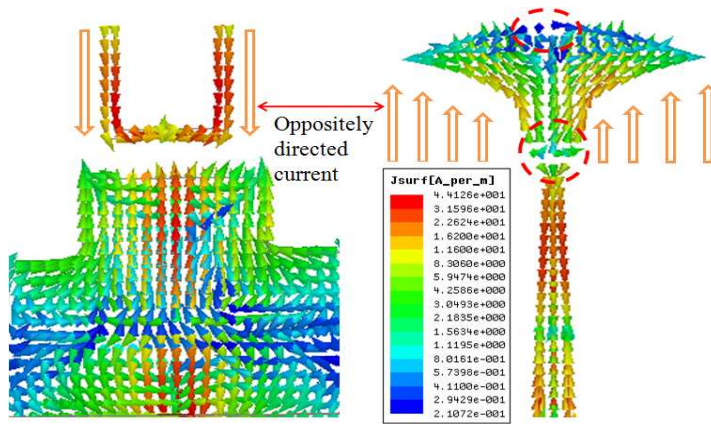 Oppositely
directed
current
Jsurf[A_per_m]
4.4126e+001
3.1596e+001
2.2624e+001
1.6200e+001
1.1600e+001
8.3060e+000
5.9474e+000
4.2586e+000
3.0493e+000
2.1835e+000
1.5634e+000
1.1195e+000
8.0161e-001
5.7398e-001
4.1100e-001
2.9429e-001
2.1072e-001